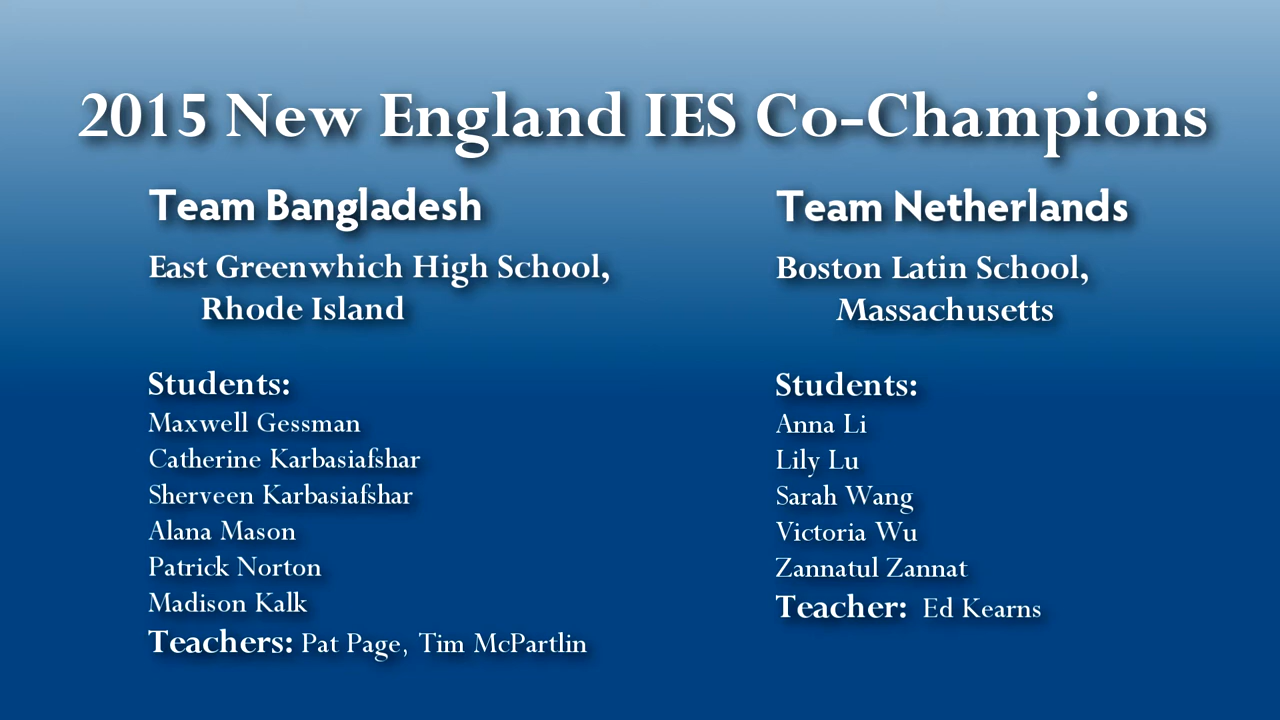 2015 New England IES Co-Champions
Team Bangladesh
East Greenwhich High School,
Rhode Island
Students:
Maxwell Gessman
Catherine Karbasiafshar
Sherveen Karbasiafshar
Alana Mason
Patrick Norton
Madison Kalk
Teachers: Pat Page, Tim McPartlin
Team Netherlands
Boston Latin School,
Massachusetts
Students:
Anna Li
Lily Lu
Sarah Wang
Victoria Wu
Zannatul Zannat
Teacher: Ed Kearns